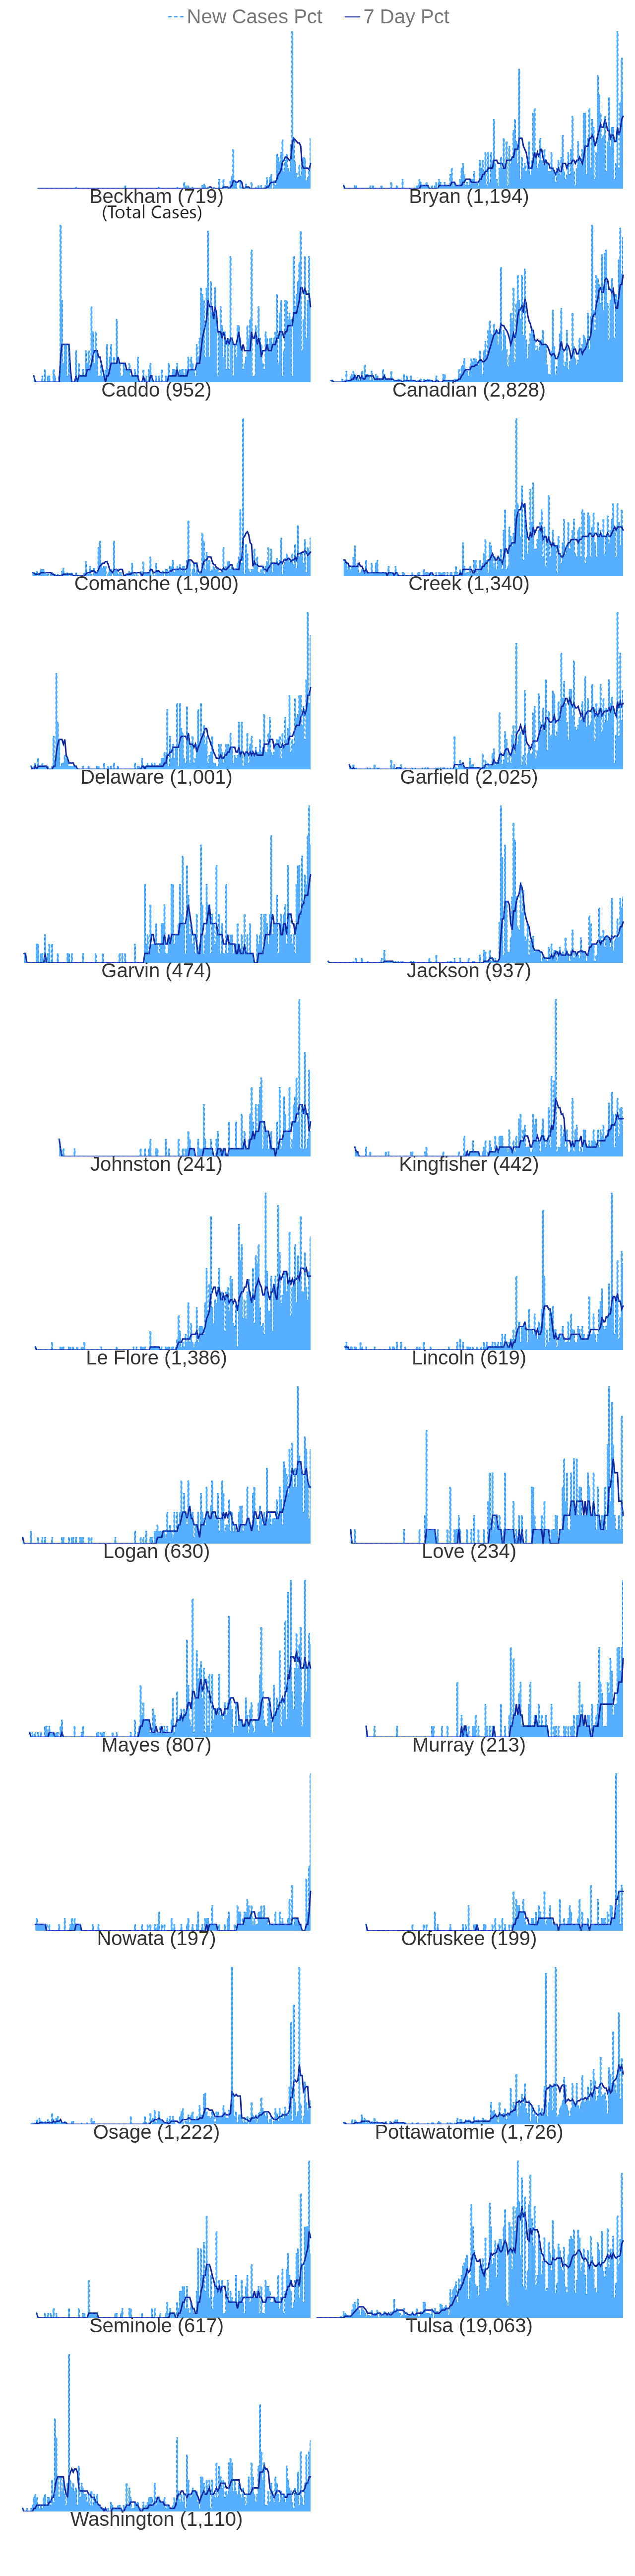 New Cases Pct 7 Day Pct
Beckham (719) Bryan (1,194)
(Total Cases)
Caddo (952) Canadian (2,828)
Comanche (1,900) Creek (1,340)
Delaware (1,001) Garfield (2,025)
Garvin (474) Jackson (937)
Johnston (241) Kingfisher (442)
Le Flore (1,386) Lincoln (619)
Logan (630) Love (234)
Mayes (807) Murray (213)
Nowata (197) Okfuskee (199)
Osage (1,222) Pottawatomie (1,726)
Seminole (617) Tulsa (19,063)
Washington (1,110)